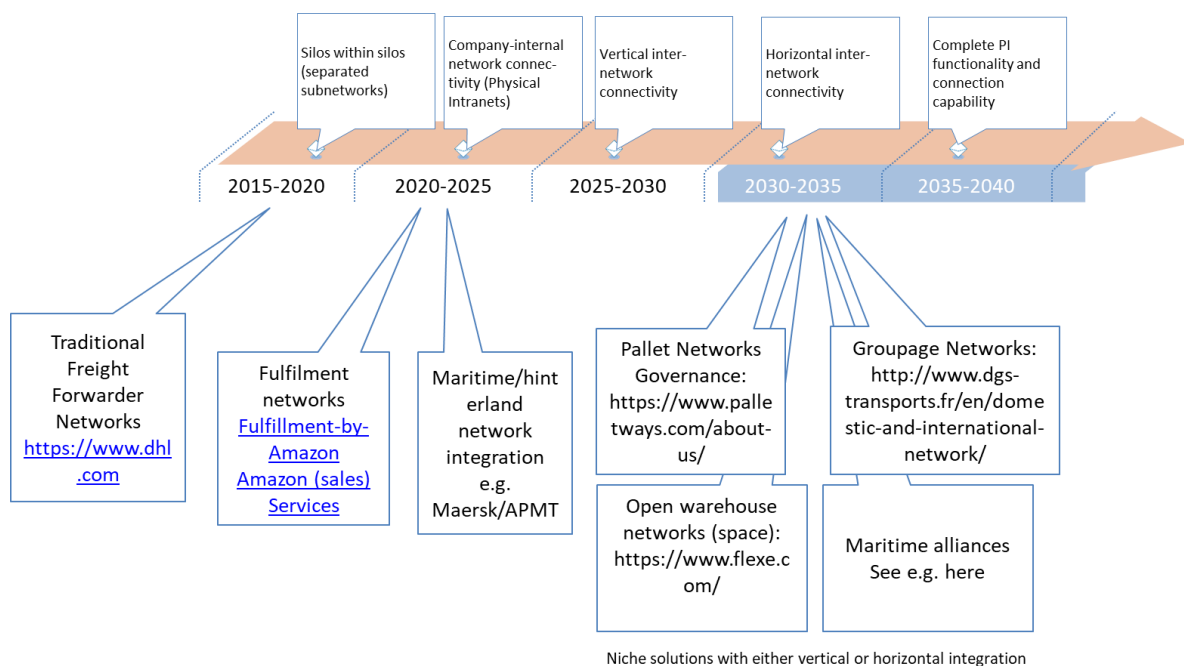 Silos within silos
(separated
subnetworks)
Company-internal
network connec-
tivity (Physical
Intranets)
Vertical inter-
network
connectivity
Horizontal inter-
network
connectivity
Complete PI
functionality and
connection
capability
2015-2020
2020-2025
2025-2030
2030-2035
2035-2040
Traditional
Freight
Forwarder
Networks
https://www.dhl
.com
Fulfilment
networks
Fulfillment-by-
Amazon
Amazon (sales)
Services
Maritime/hint
erland
network
integration
e.g.
Maersk/APMT
Pallet Networks
Governance:
https://www.palle
tways.com/about-
us/
Groupage Networks:
http://www.dgs-
transports.fr/en/dome
stic-and-international-
network/
Open warehouse
networks (space):
https://www.flexe.c
om/
Maritime alliances
See e.g. here
Niche solutions with either vertical or horizontal integration